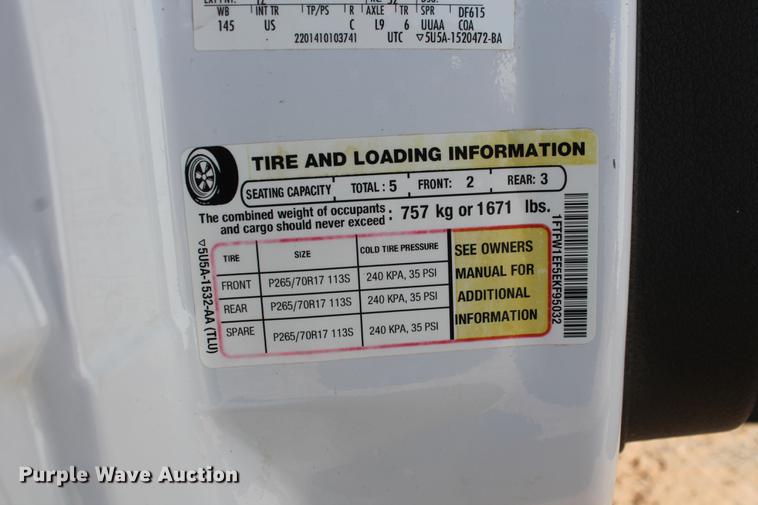 WB INT TR TP/PS R AXLE TR SPR DF615
145 US C L9 6 UUAA CQA
2201410103741 UTC ▽5U5A-1520472-BA
TIRE AND LOADING INFORMATION
SEATING CAPACITY TOTAL : 5 FRONT: 2 REAR: 3
The combined weight of occupants
and cargo should never exceed : 757 kg or 1671 lbs.
TIRE SIZE COLD TIRE PRESSURE
FRONT P265/70R17 113S 240 KPA, 35 PSI
REAR P265/70R17 113S 240 KPA, 35 PSI
SPARE P265/70R17 113S 240 KPA, 35 PSI
SEE OWNERS
MANUAL FOR
ADDITIONAL
INFORMATION
▽5U5A-1532-AA (TLU)
1FTFW1EF5EKF95032
Purple Wave Auction